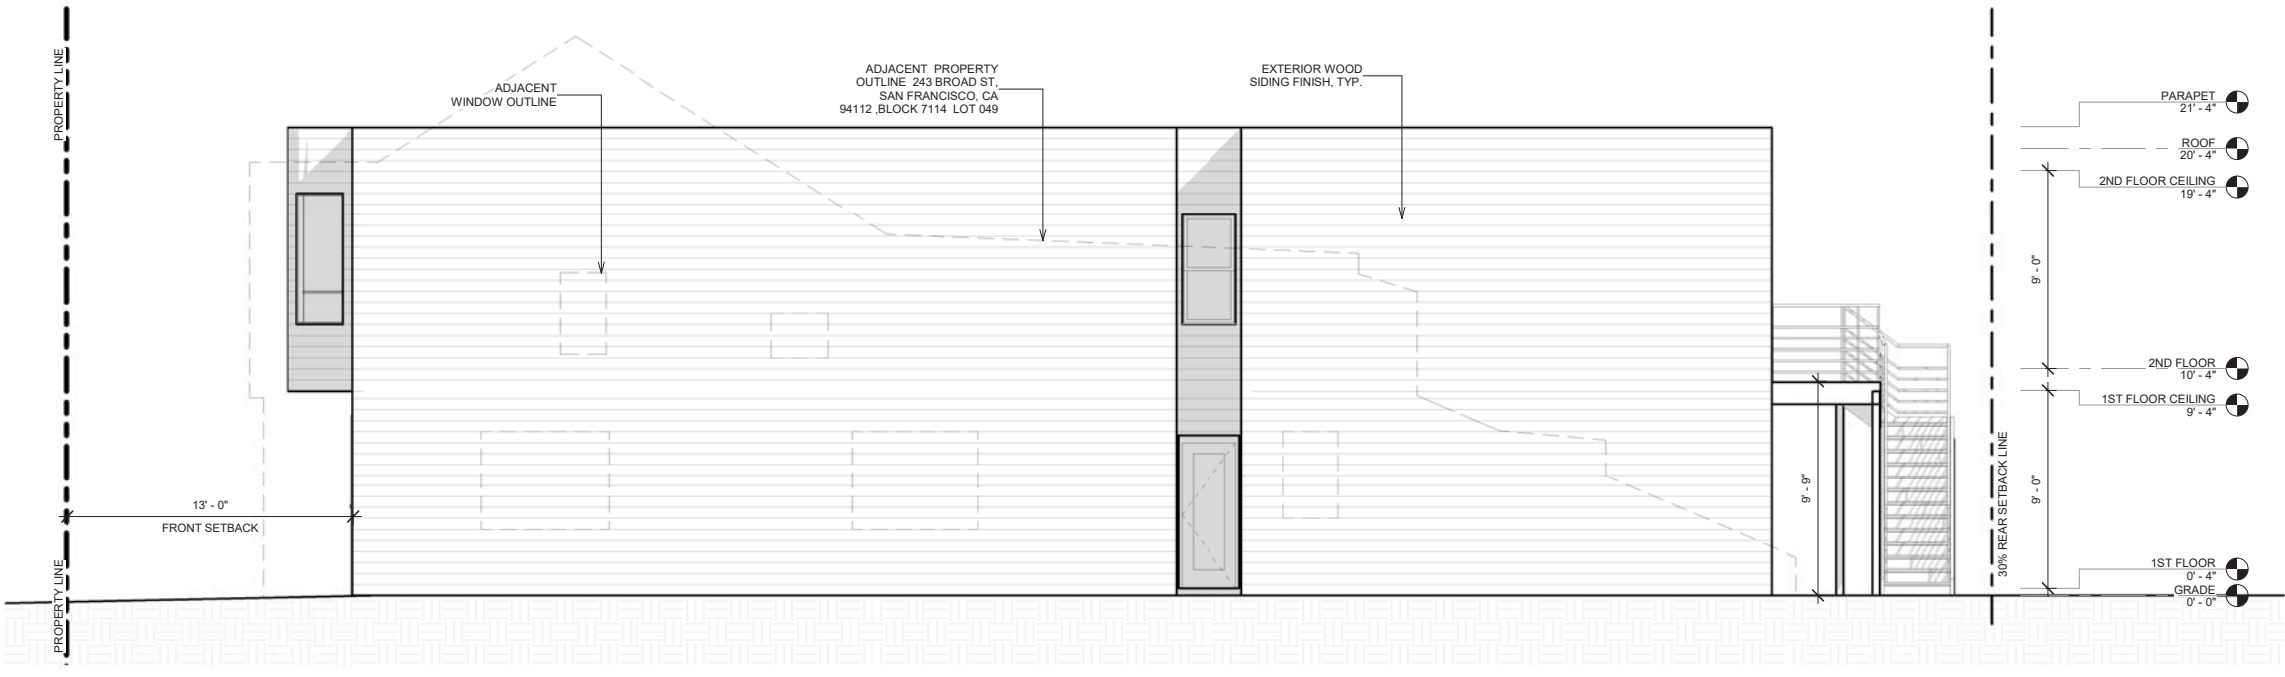 PROPERTY LINE
ADJACENT
WINDOW OUTLINE
ADJACENT PROPERTY
OUTLINE 243 BROAD ST,
SAN FRANCISCO, CA
94112 ,BLOCK 7114 LOT 049
EXTERIOR WOOD
SIDING FINISH, TYP.
PARAPET
21' - 4"
ROOF
20' - 4"
2ND FLOOR CEILING
19' - 4"
9' - 0"
2ND FLOOR
10' - 4"
1ST FLOOR CEILING
9' - 4"
13' - 0"
FRONT SETBACK
9' - 9"
30% REAR SETBACK LINE
9' - 0"
1ST FLOOR
0' - 4"
GRADE
0' - 0"
PROPERTY LINE